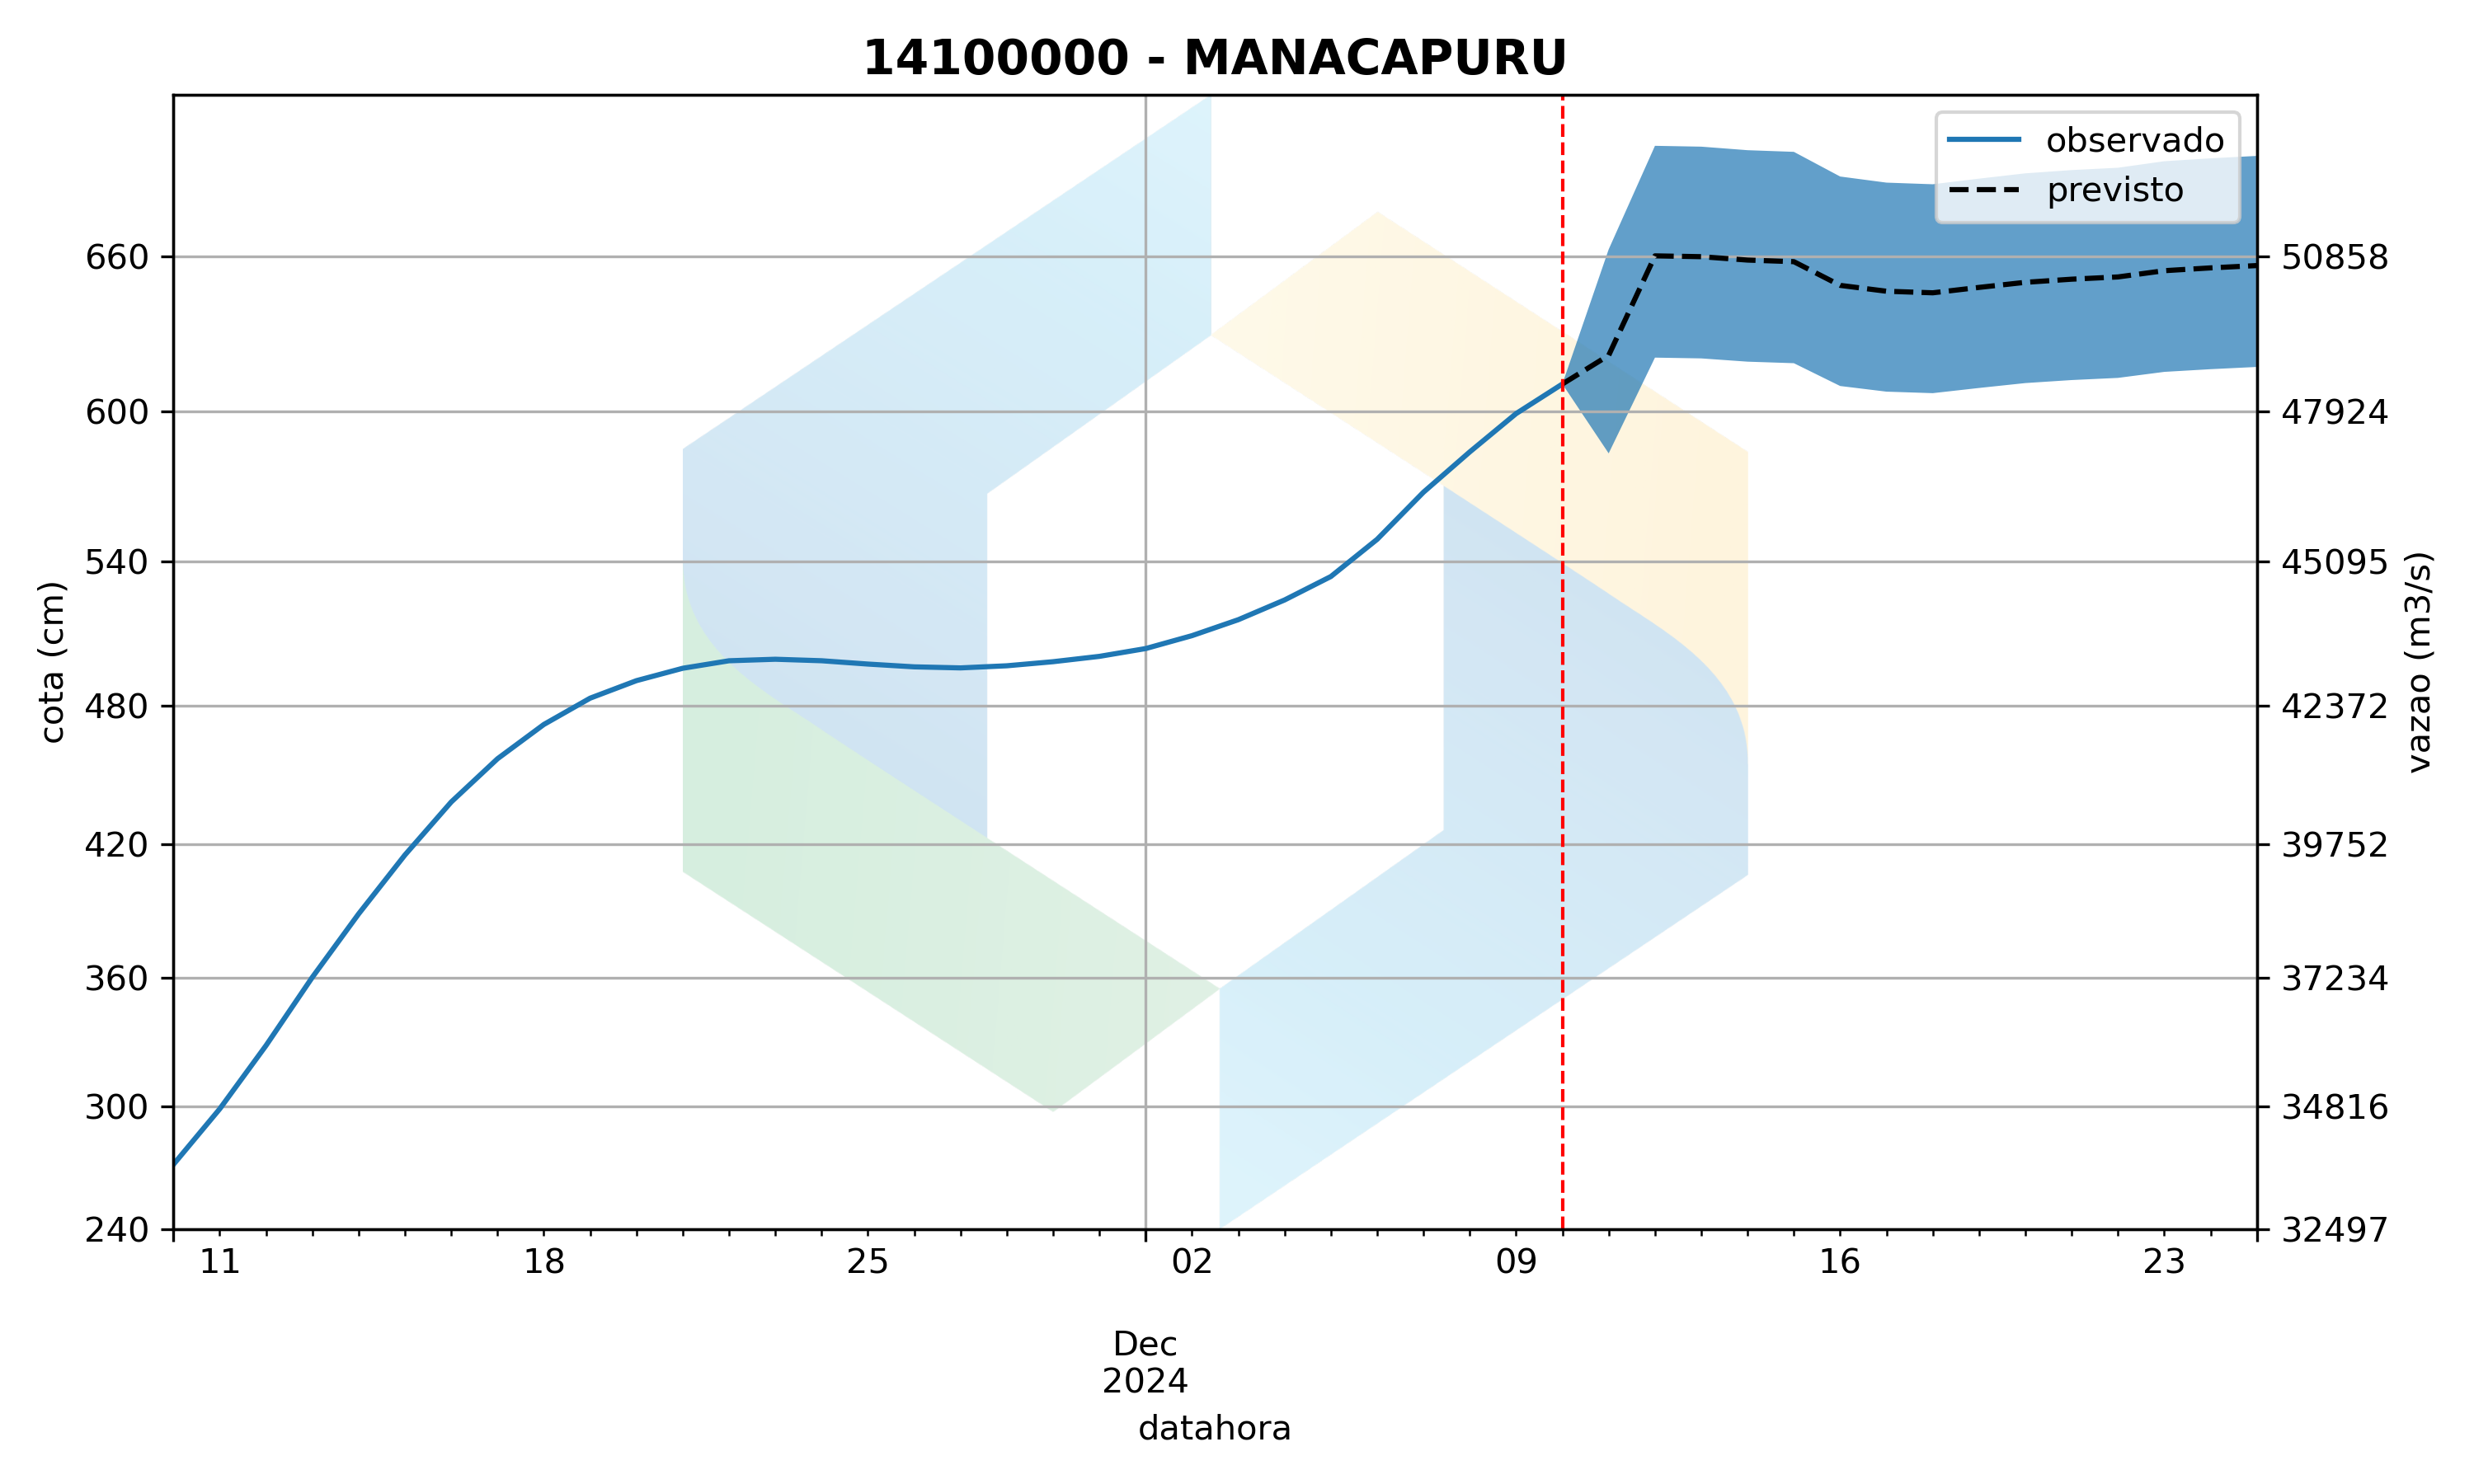 14100000 - MANACAPURU
observado
previsto
660
600
540
480
420
360
300
240
cota (cm)
50858
47924
45095
42372
39752
37234
34816
32497
vazao (m3/s)
11 18 25 02 09 16 23
Dec
2024
datahora